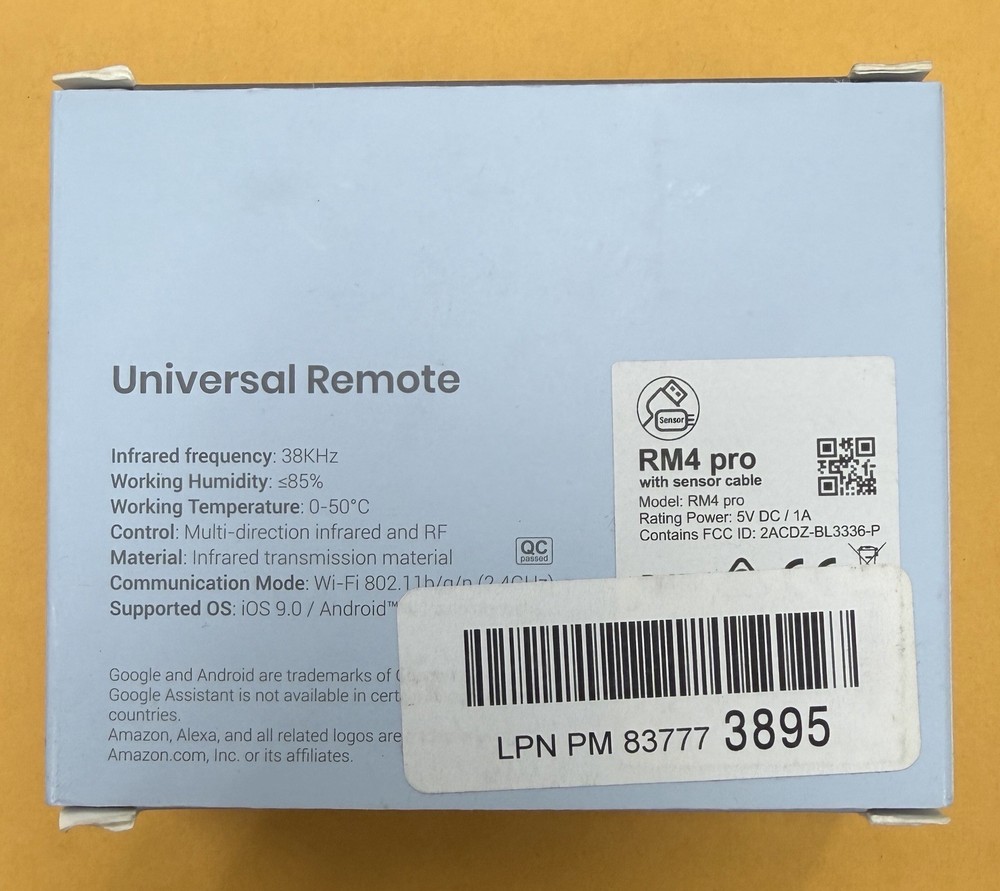 Universal Remote
Infrared frequency: 38KHz
Working Humidity: ≤85%
Working Temperature: 0-50°C
Control: Multi-direction infrared and RF
Material: Infrared transmission material
Communication Mode: Wi-Fi 802.11b/g/n (2.4GHz)
Supported OS: iOS 9.0 / Android™
QC
passed
Google and Android are trademarks of
Google Assistant is not available in
countries.
Amazon, Alexa, and all related logos are
Amazon.com, Inc. or its affiliates.
Sensor
RM4 pro
with sensor cable
Model: RM4 pro
Rating Power: 5V DC / 1A
Contains FCC ID: 2ACDZ-BL3336-P
LPN PM 83777 3895